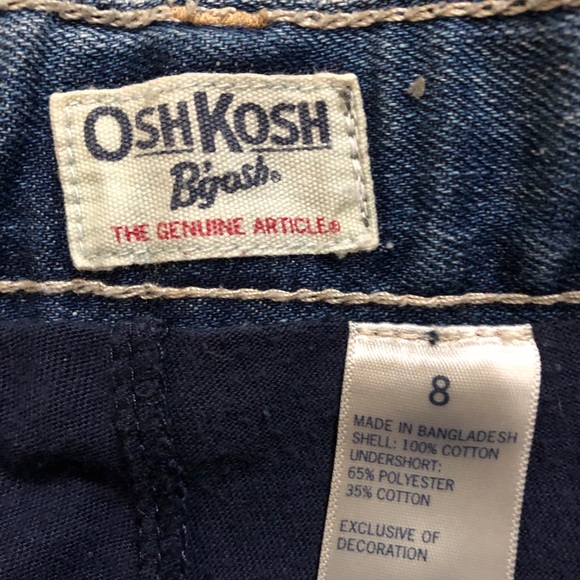 OSHKOSH
B'gosh®
THE GENUINE ARTICLE®
8
MADE IN BANGLADESH
SHELL: 100% COTTON
UNDERSHORT:
65% POLYESTER
35% COTTON
EXCLUSIVE OF
DECORATION